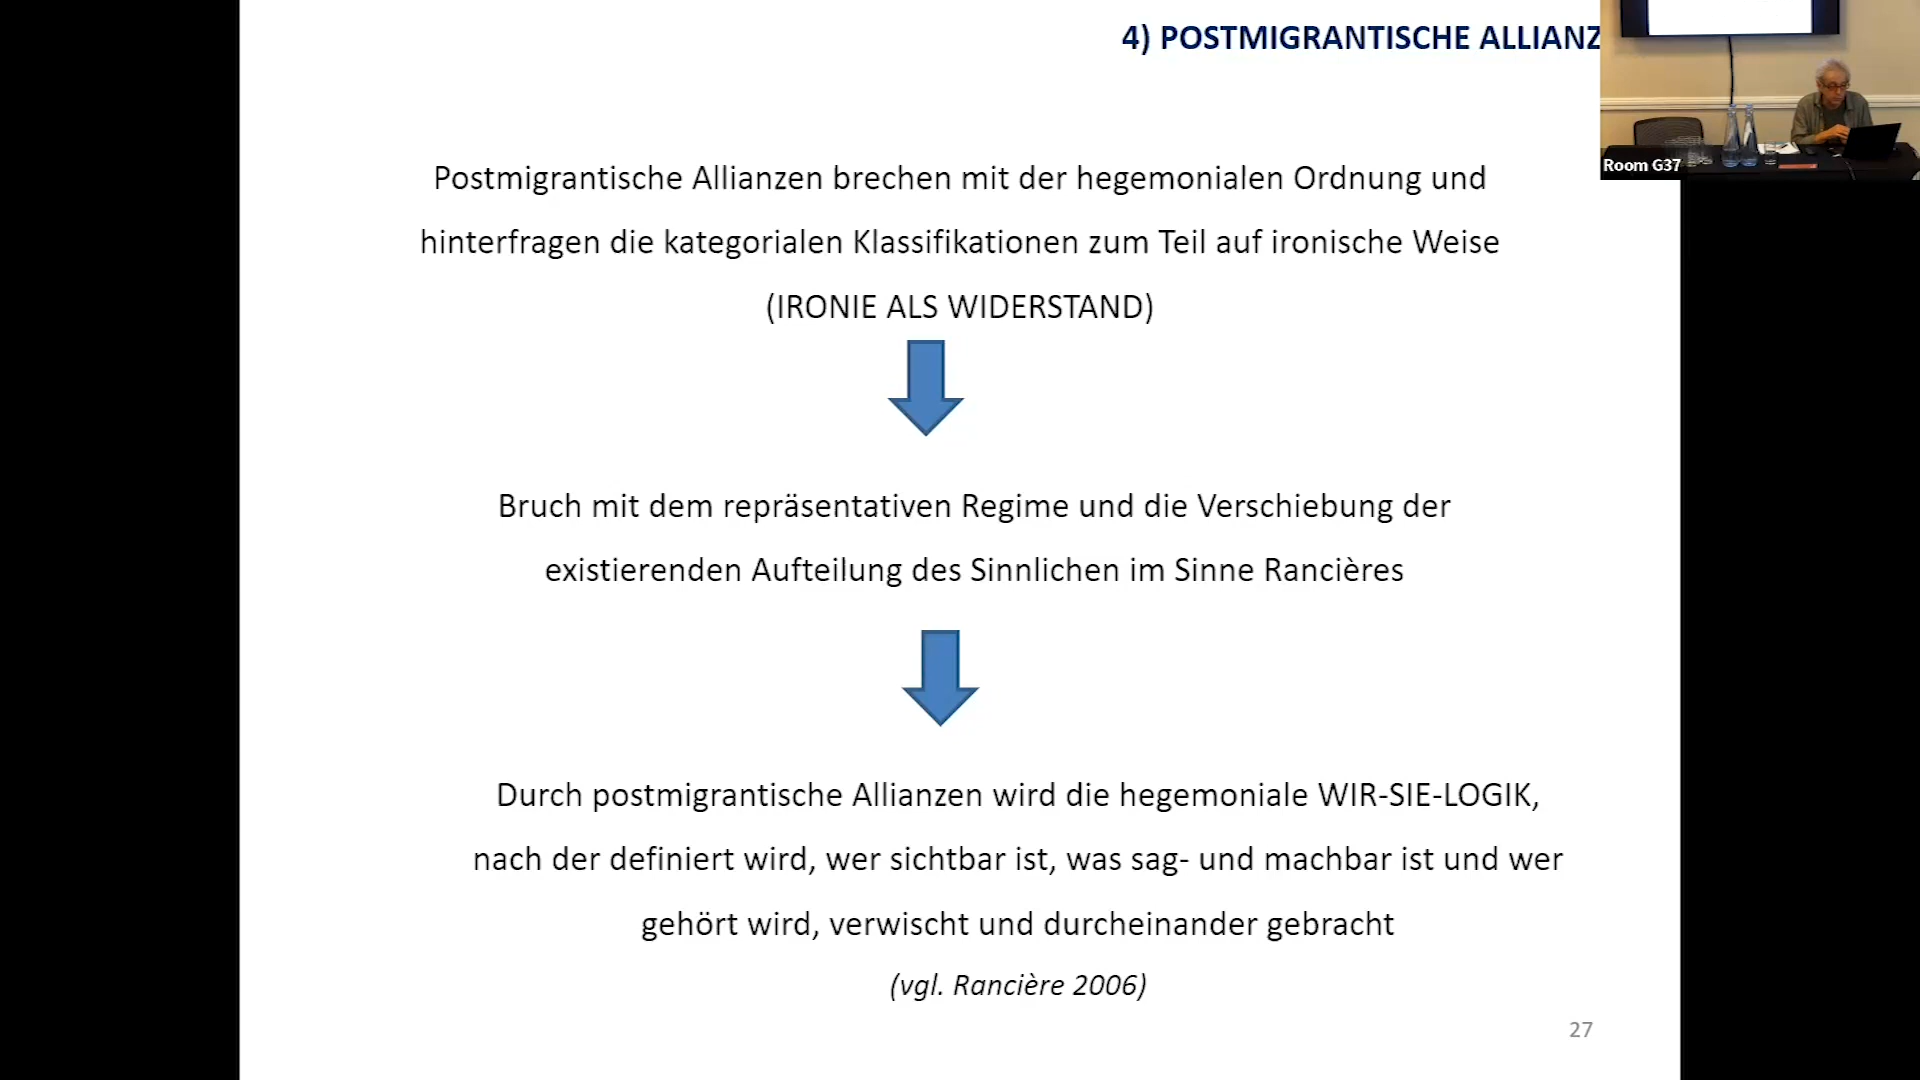 4) POSTMIGRANTISCHE ALLIANZ
Room G37
Postmigrantische Allianzen brechen mit der hegemonialen Ordnung und
hinterfragen die kategorialen Klassifikationen zum Teil auf ironische Weise
(IRONIE ALS WIDERSTAND)
Bruch mit dem repräsentativen Regime und die Verschiebung der
existierenden Aufteilung des Sinnlichen im Sinne Rancières
Durch postmigrantische Allianzen wird die hegemoniale WIR-SIE-LOGIK,
nach der definiert wird, wer sichtbar ist, was sag- und machbar ist und wer
gehört wird, verwischt und durcheinander gebracht
(vgl. Rancière 2006)
27